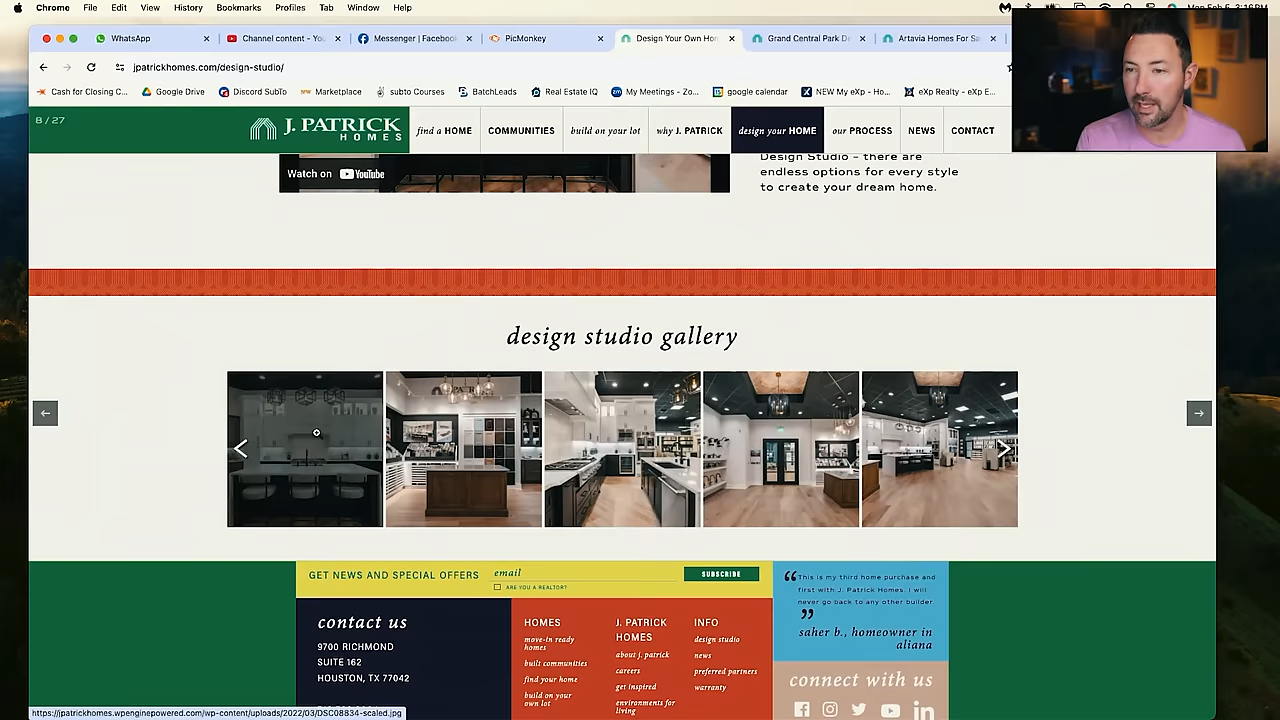 Chrome File Edit View History Bookmarks Profiles Tab Window Help
WhatsApp
Channel content - You
Messenger | Facebook
PicMonkey
Design Your Own Hom
Grand Central Park D
Artavia Homes For Sa
jpatrickhomes.com/design-studio/
Cash for Closing C... Google Drive Discord SubTo Marketplace subto Courses BatchLeads Real Estate IQ My Meetings - Zo... google calendar NEW My eXp - Ho... eXp Realty - eXp E...
8 / 27
J. PATRICK
HOMES
find a HOME
COMMUNITIES
build on your lot
why J. PATRICK
design your HOME
our PROCESS
NEWS
CONTACT
Watch on YouTube
Design Studio – there are
endless options for every style
to create your dream home.
design studio gallery
GET NEWS AND SPECIAL OFFERS
email
ARE YOU A REALTOR?
SUBSCRIBE
contact us
9700 RICHMOND
SUITE 162
HOUSTON, TX 77042
HOMES
move-in ready
homes
built communities
find your home
build on your
own lot
J. PATRICK
HOMES
about j. patrick
careers
get inspired
environments for
living
INFO
design studio
news
preferred partners
warranty
“This is my third home purchase and
first with J. Patrick Homes. I will
never go back to any other builder.
”
saher b., homeowner in
aliana
connect with us
https://jpatrickhomes.wpenginepowered.com/wp-content/uploads/2022/03/DSC08834-scaled.jpg